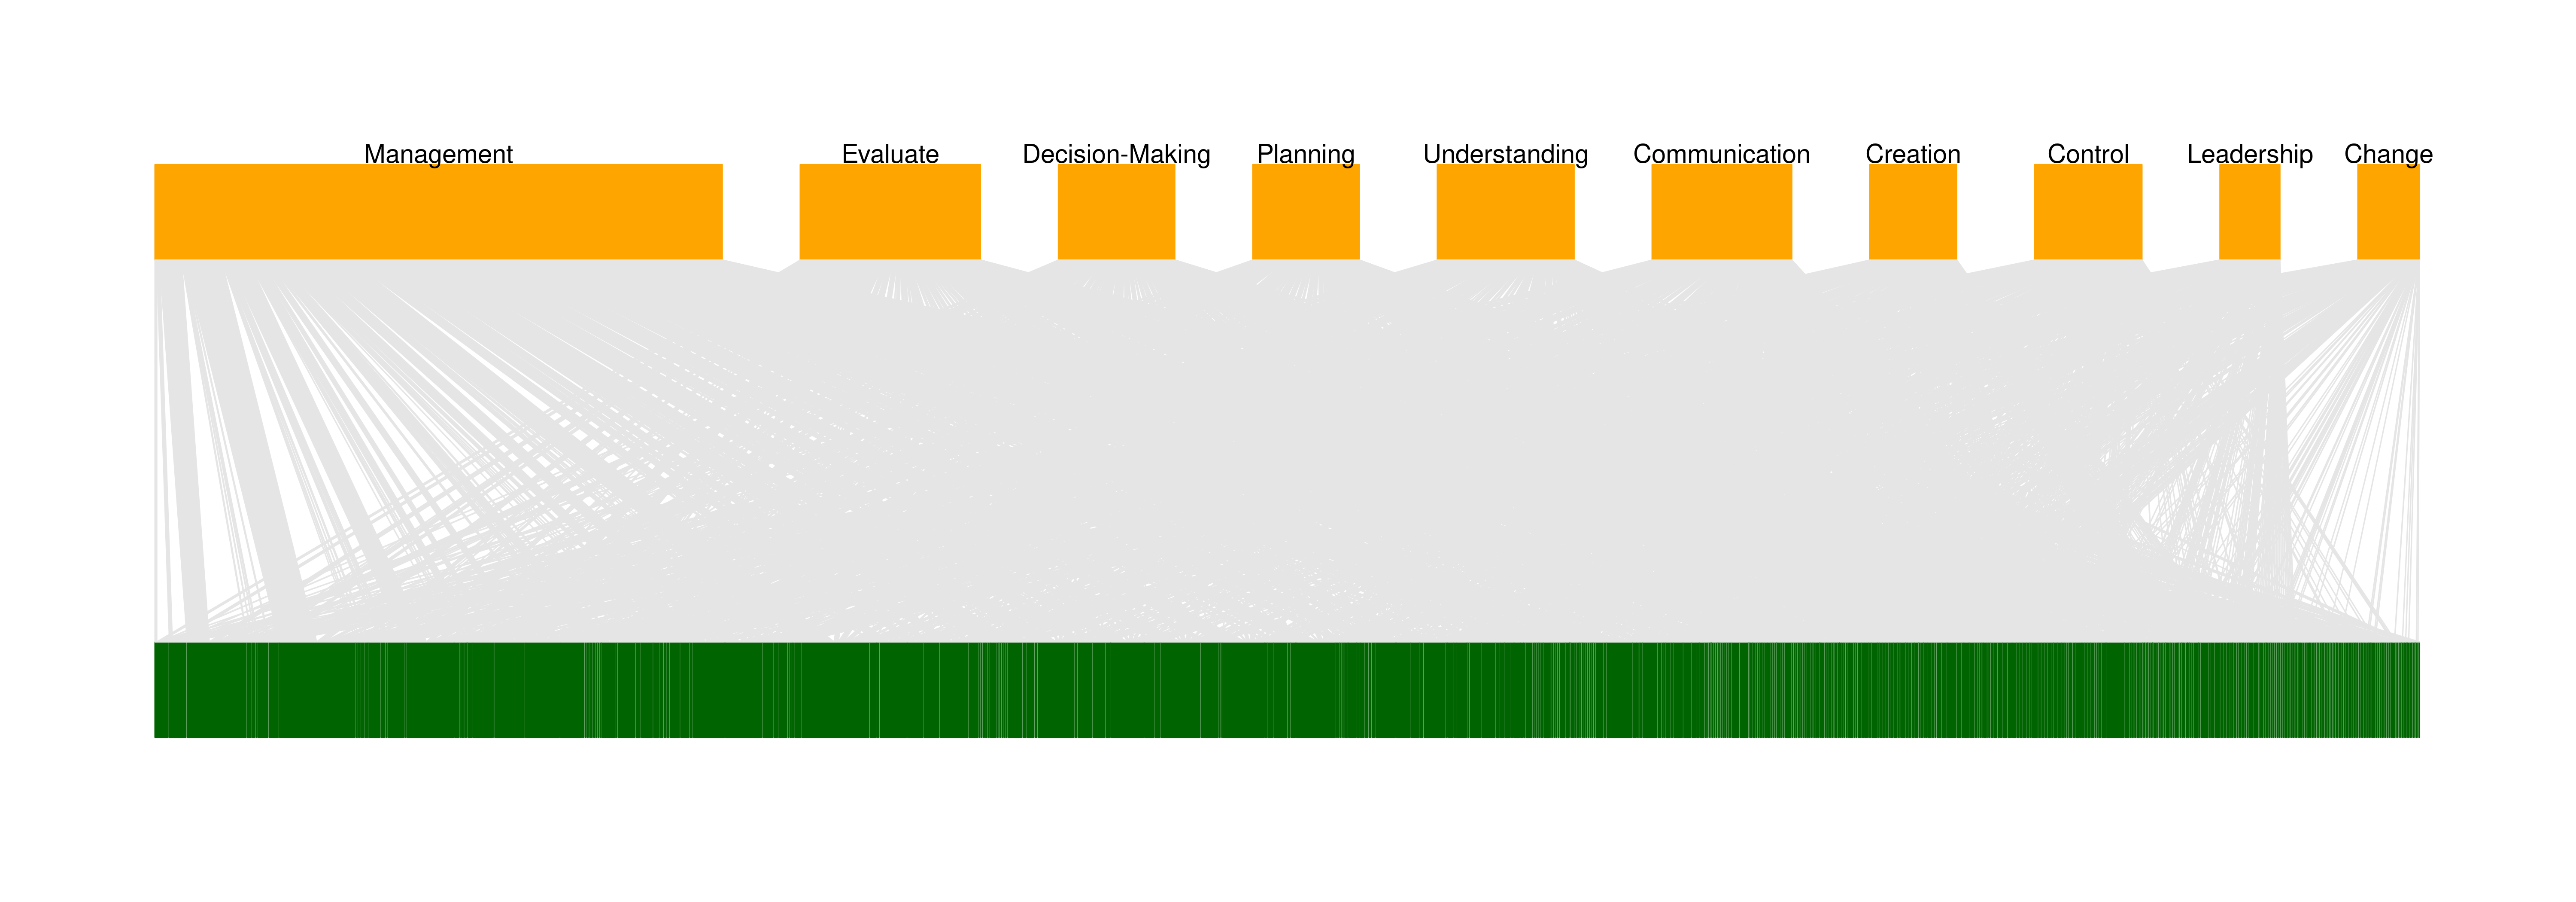 Management Evaluate Decision-Making Planning Understanding Communication Creation Control Leadership Change